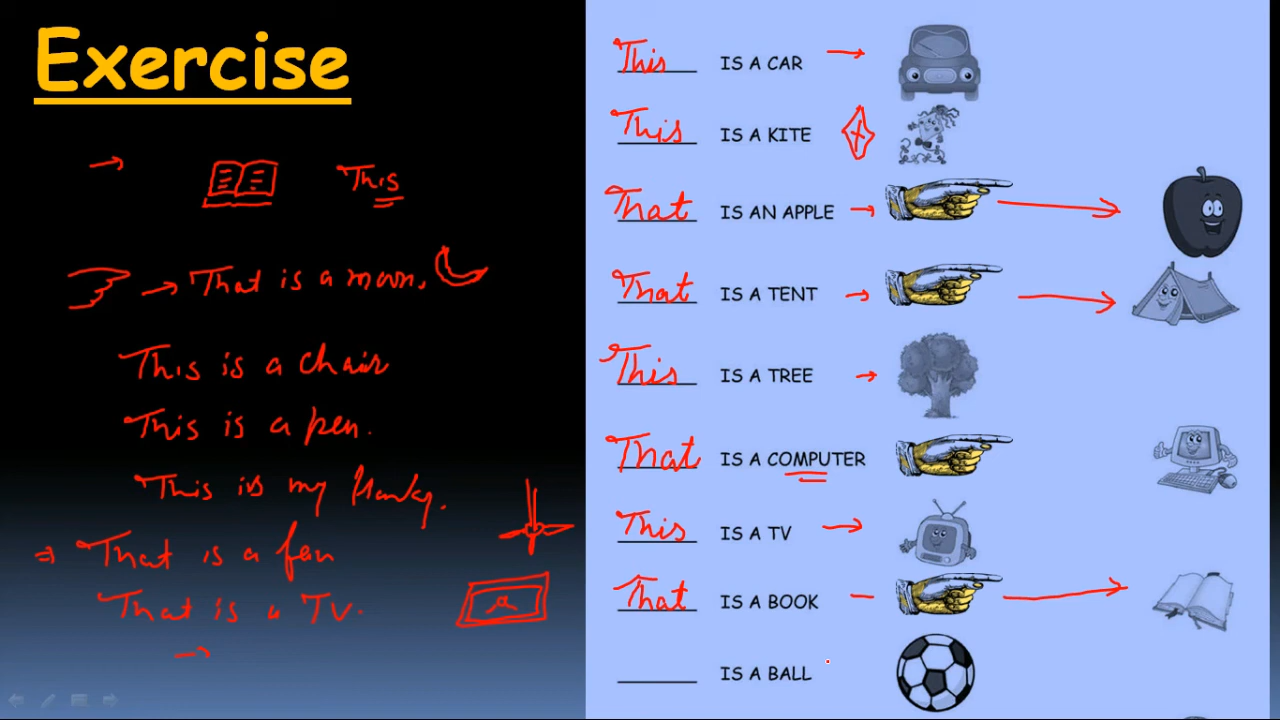 Exercise
This
That is a moon.
This is a chair
This is a pen.
This is my Hanky.
That is a fan
That is a TV.
This IS A CAR
This IS A KITE
That IS AN APPLE
That IS A TENT
This IS A TREE
That IS A COMPUTER
This IS A TV
That IS A BOOK
IS A BALL